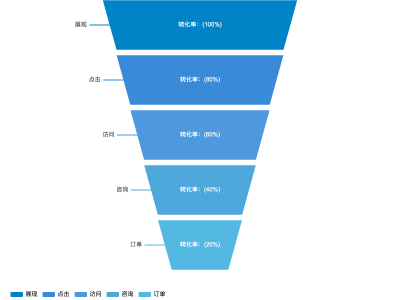 展现 转化率：(100%)
点击 转化率：(80%)
访问 转化率：(60%)
咨询 转化率：(40%)
订单 转化率：(20%)
展现 点击 访问 咨询 订单